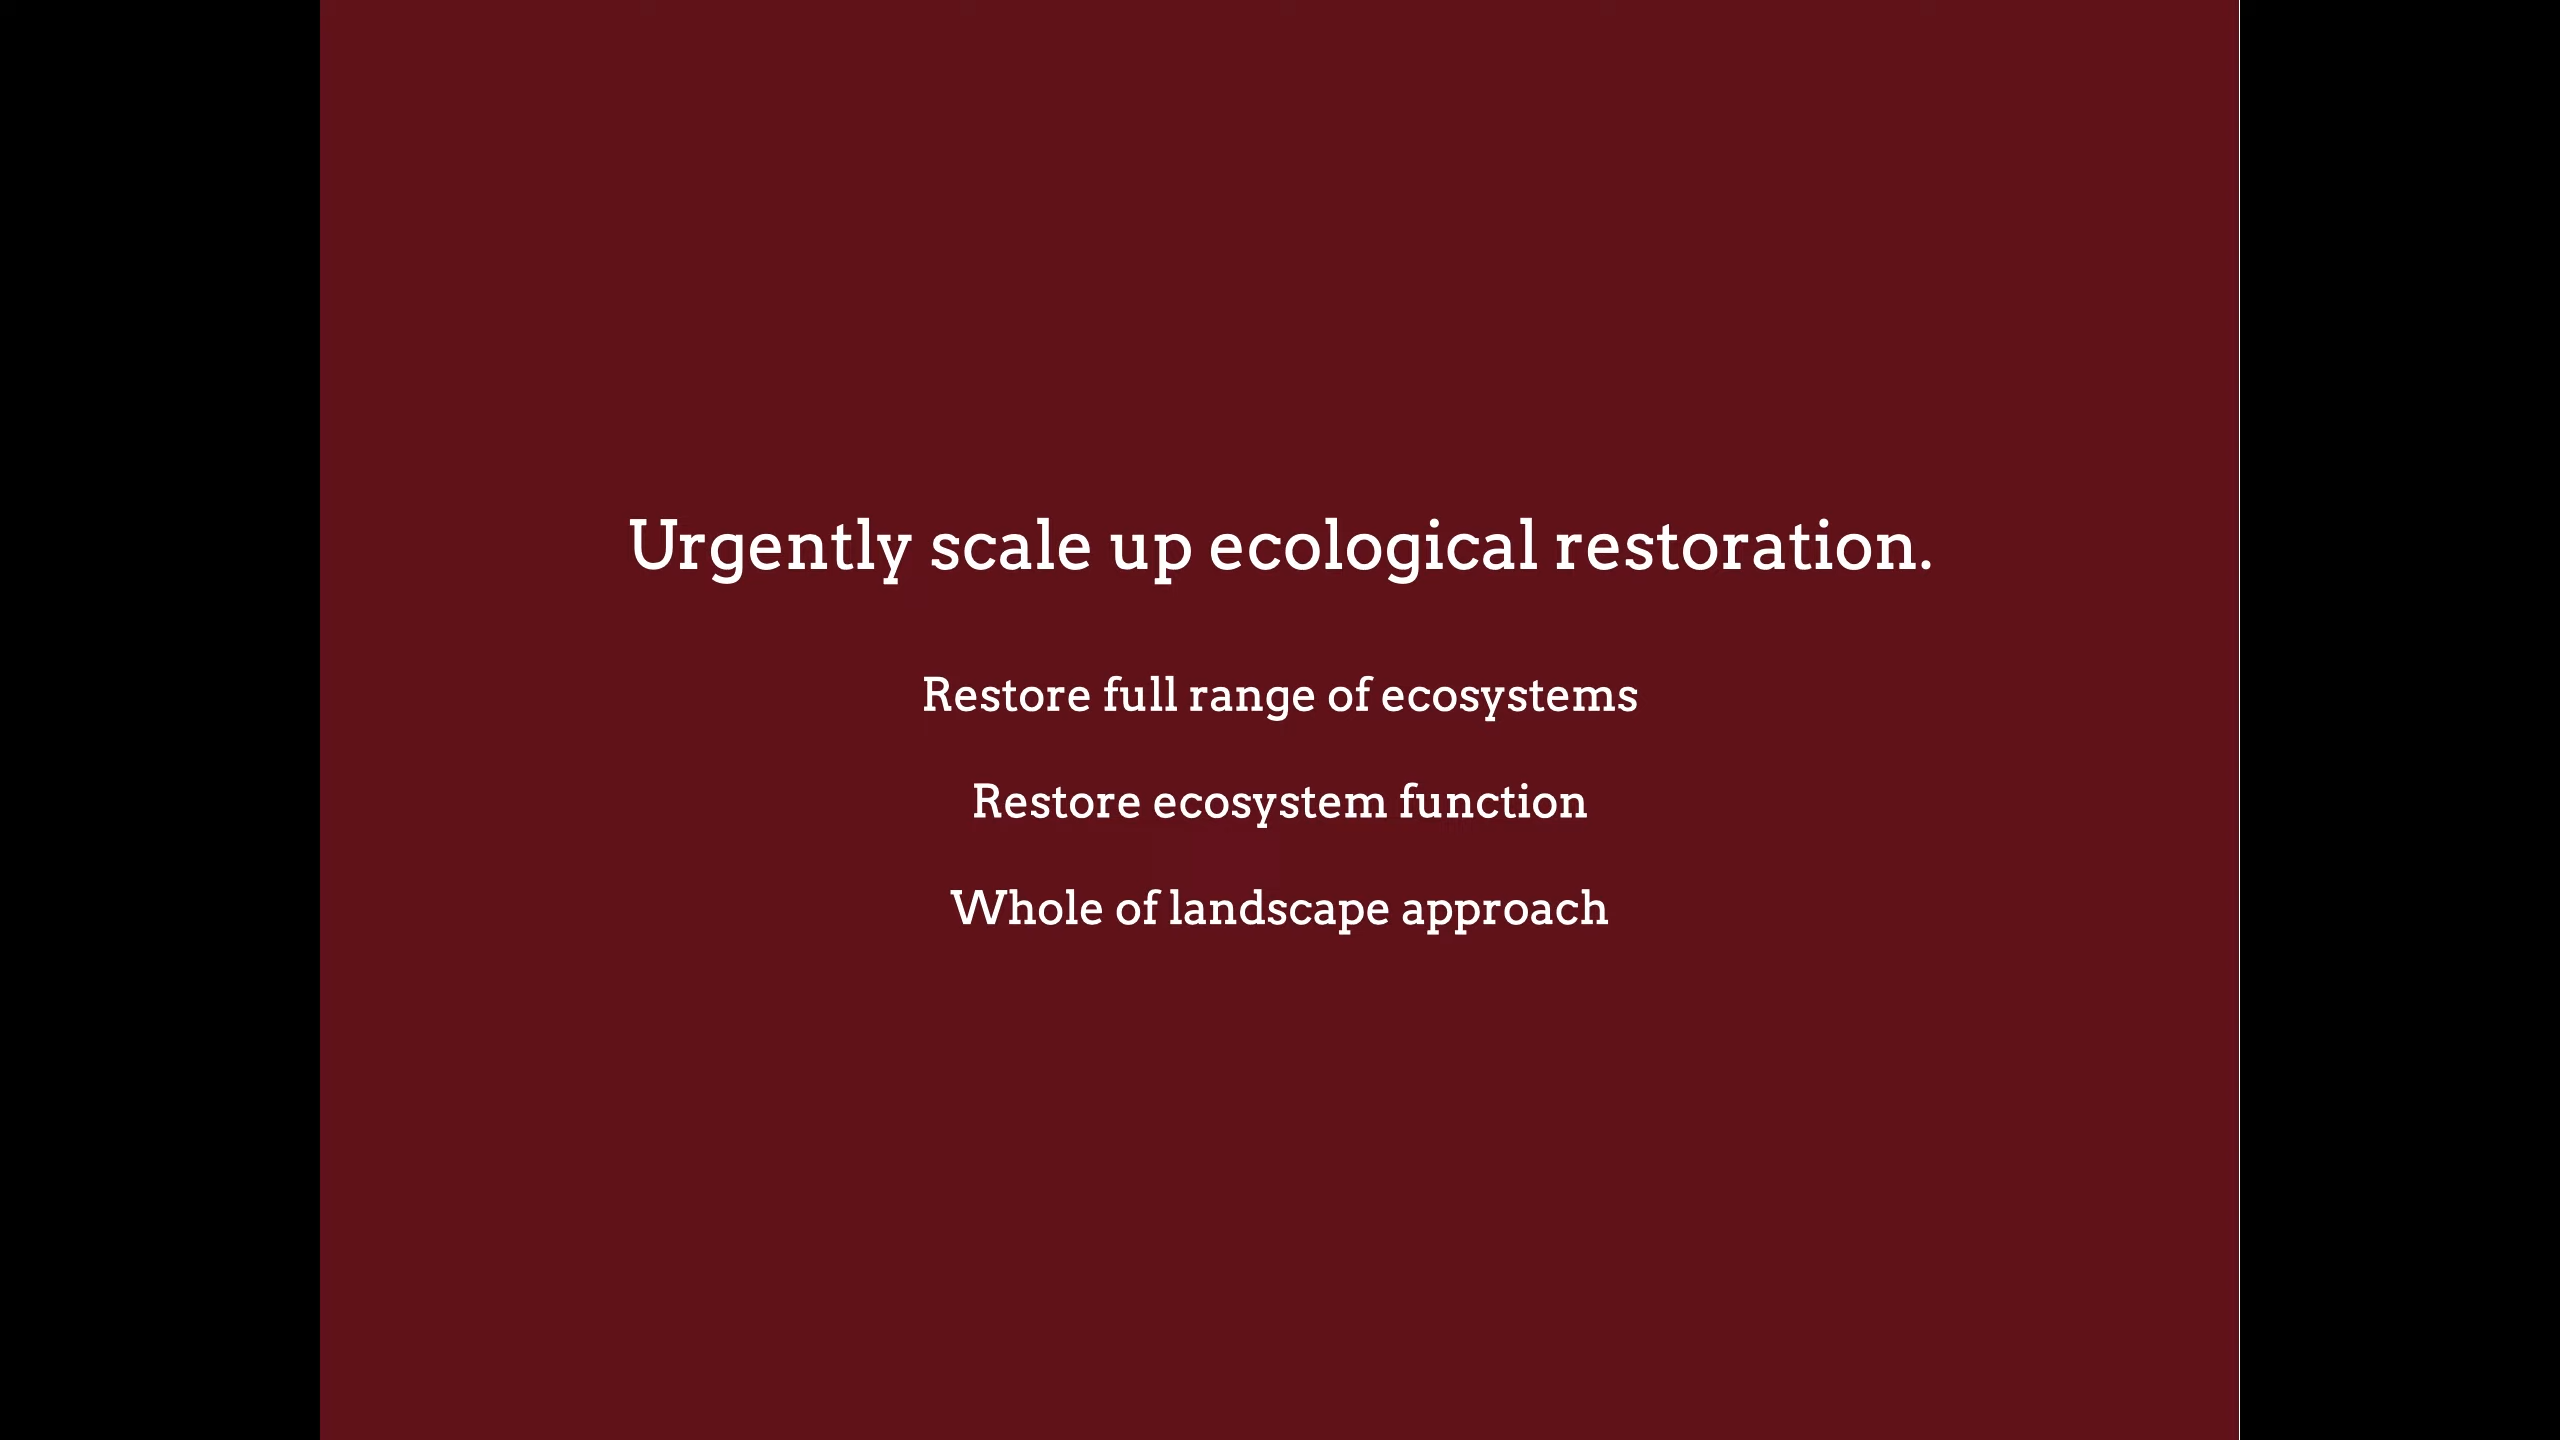 Urgently scale up ecological restoration.
Restore full range of ecosystems
Restore ecosystem function
Whole of landscape approach